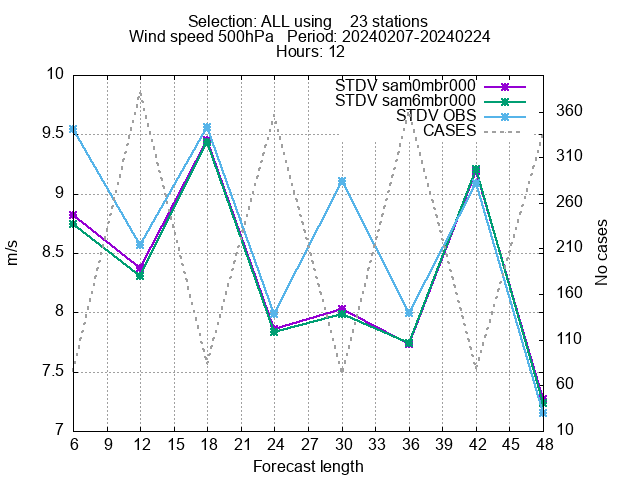 Selection: ALL using    23 stations
Wind speed 500hPa   Period: 20240207-20240224
Hours: 12
STDV sam0mbr000
STDV sam6mbr000
STDV OBS
CASES
10
9.5
9
8.5
8
7.5
7
m/s
360
310
260
210
160
110
60
10
No cases
6 9 12 15 18 21 24 27 30 33 36 39 42 45 48
Forecast length